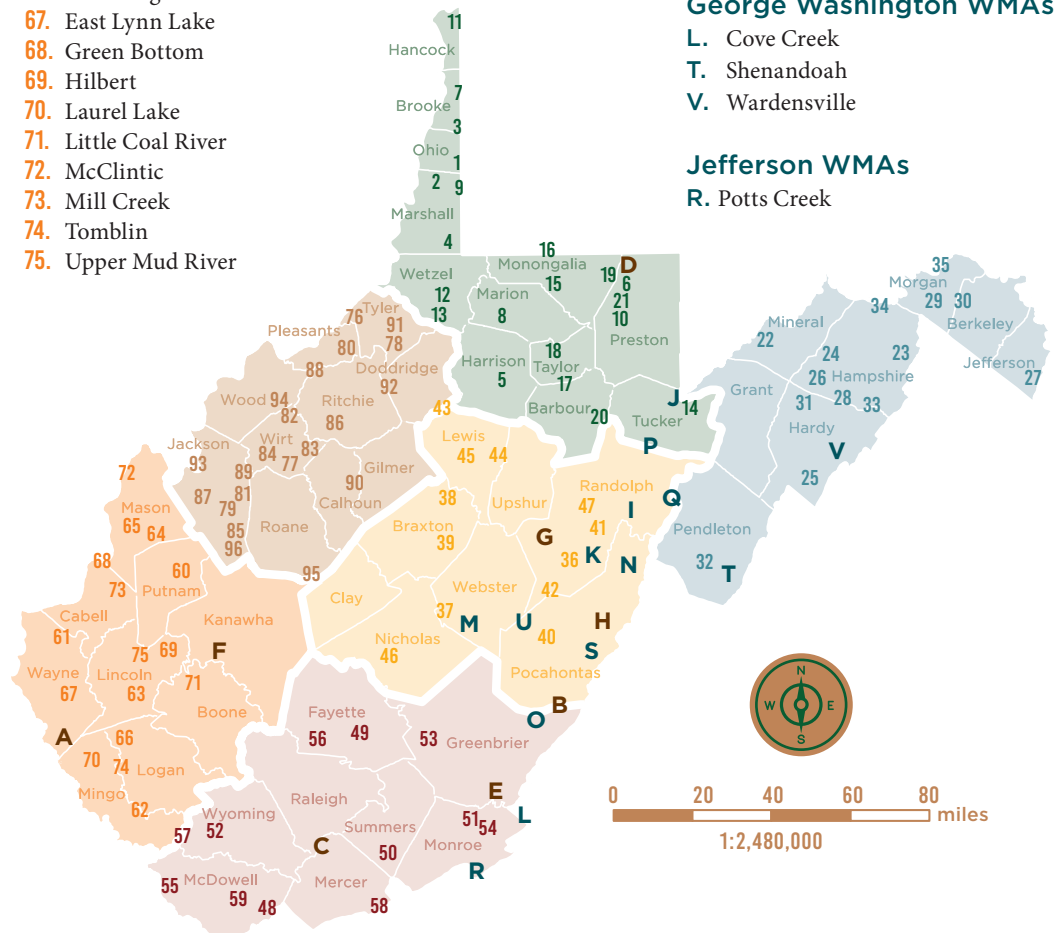 67. East Lynn Lake
68. Green Bottom
69. Hilbert
70. Laurel Lake
71. Little Coal River
72. McClintic
73. Mill Creek
74. Tomblin
75. Upper Mud River
George Washington WMAs
L. Cove Creek
T. Shenandoah
V. Wardensville
Jefferson WMAs
R. Potts Creek
11
Hancock
7
Brooke
3
Ohio
1
2
9
Marshall
4
16
Wetzel
Monongalia
19
D
15
6
12
Marion
21
13
8
10
Preston
18
Harrison
Taylor
5
17
Barbour
20
J
14
Tucker
P
35
Morgan
34
29
30
Mineral
Berkeley
22
24
23
Jefferson
27
Grant
26
Hampshire
31
28
33
Hardy
V
25
Q
Pendleton
32
T
76
Tyler
91
Pleasants
80
78
88
Doddridge
92
Wood
94
Ritchie
82
86
Jackson
Wirt
93
84
83
77
89
Gilmer
87
81
90
79
Calhoun
85
Roane
96
95
43
Lewis
45
44
38
Upshur
Randolph
47
I
Braxton
39
41
G
36
K
N
Webster
42
Clay
37
M
U
H
Nicholas
40
S
46
Pocahontas
B
O
72
Mason
65
64
68
60
73
Putnam
Cabell
Kanawha
61
75
69
F
Wayne
Lincoln
67
63
71
Boone
A
66
70
74
Logan
Mingo
62
Fayette
56
49
53
Greenbrier
Raleigh
E
Wyoming
51
L
57
52
Summers
54
C
Monroe
50
R
55
McDowell
59
48
Mercer
58
N
W
E
S
0 20 40 60 80 miles
1:2,480,000